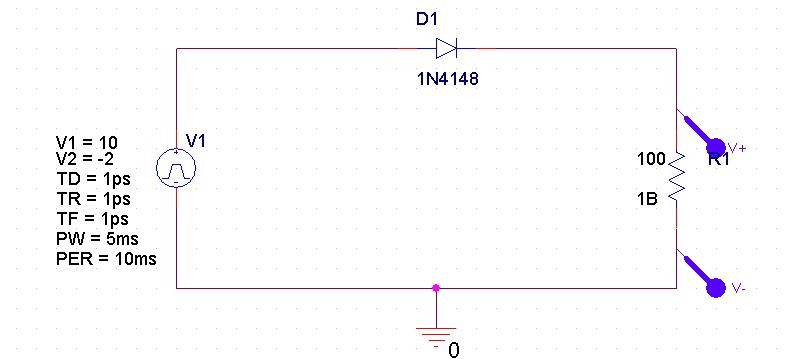 D1
1N4148
V1
V1 = 10
V2 = -2
TD = 1ps
TR = 1ps
TF = 1ps
PW = 5ms
PER = 10ms
V+
100
R1
1B
V-
0